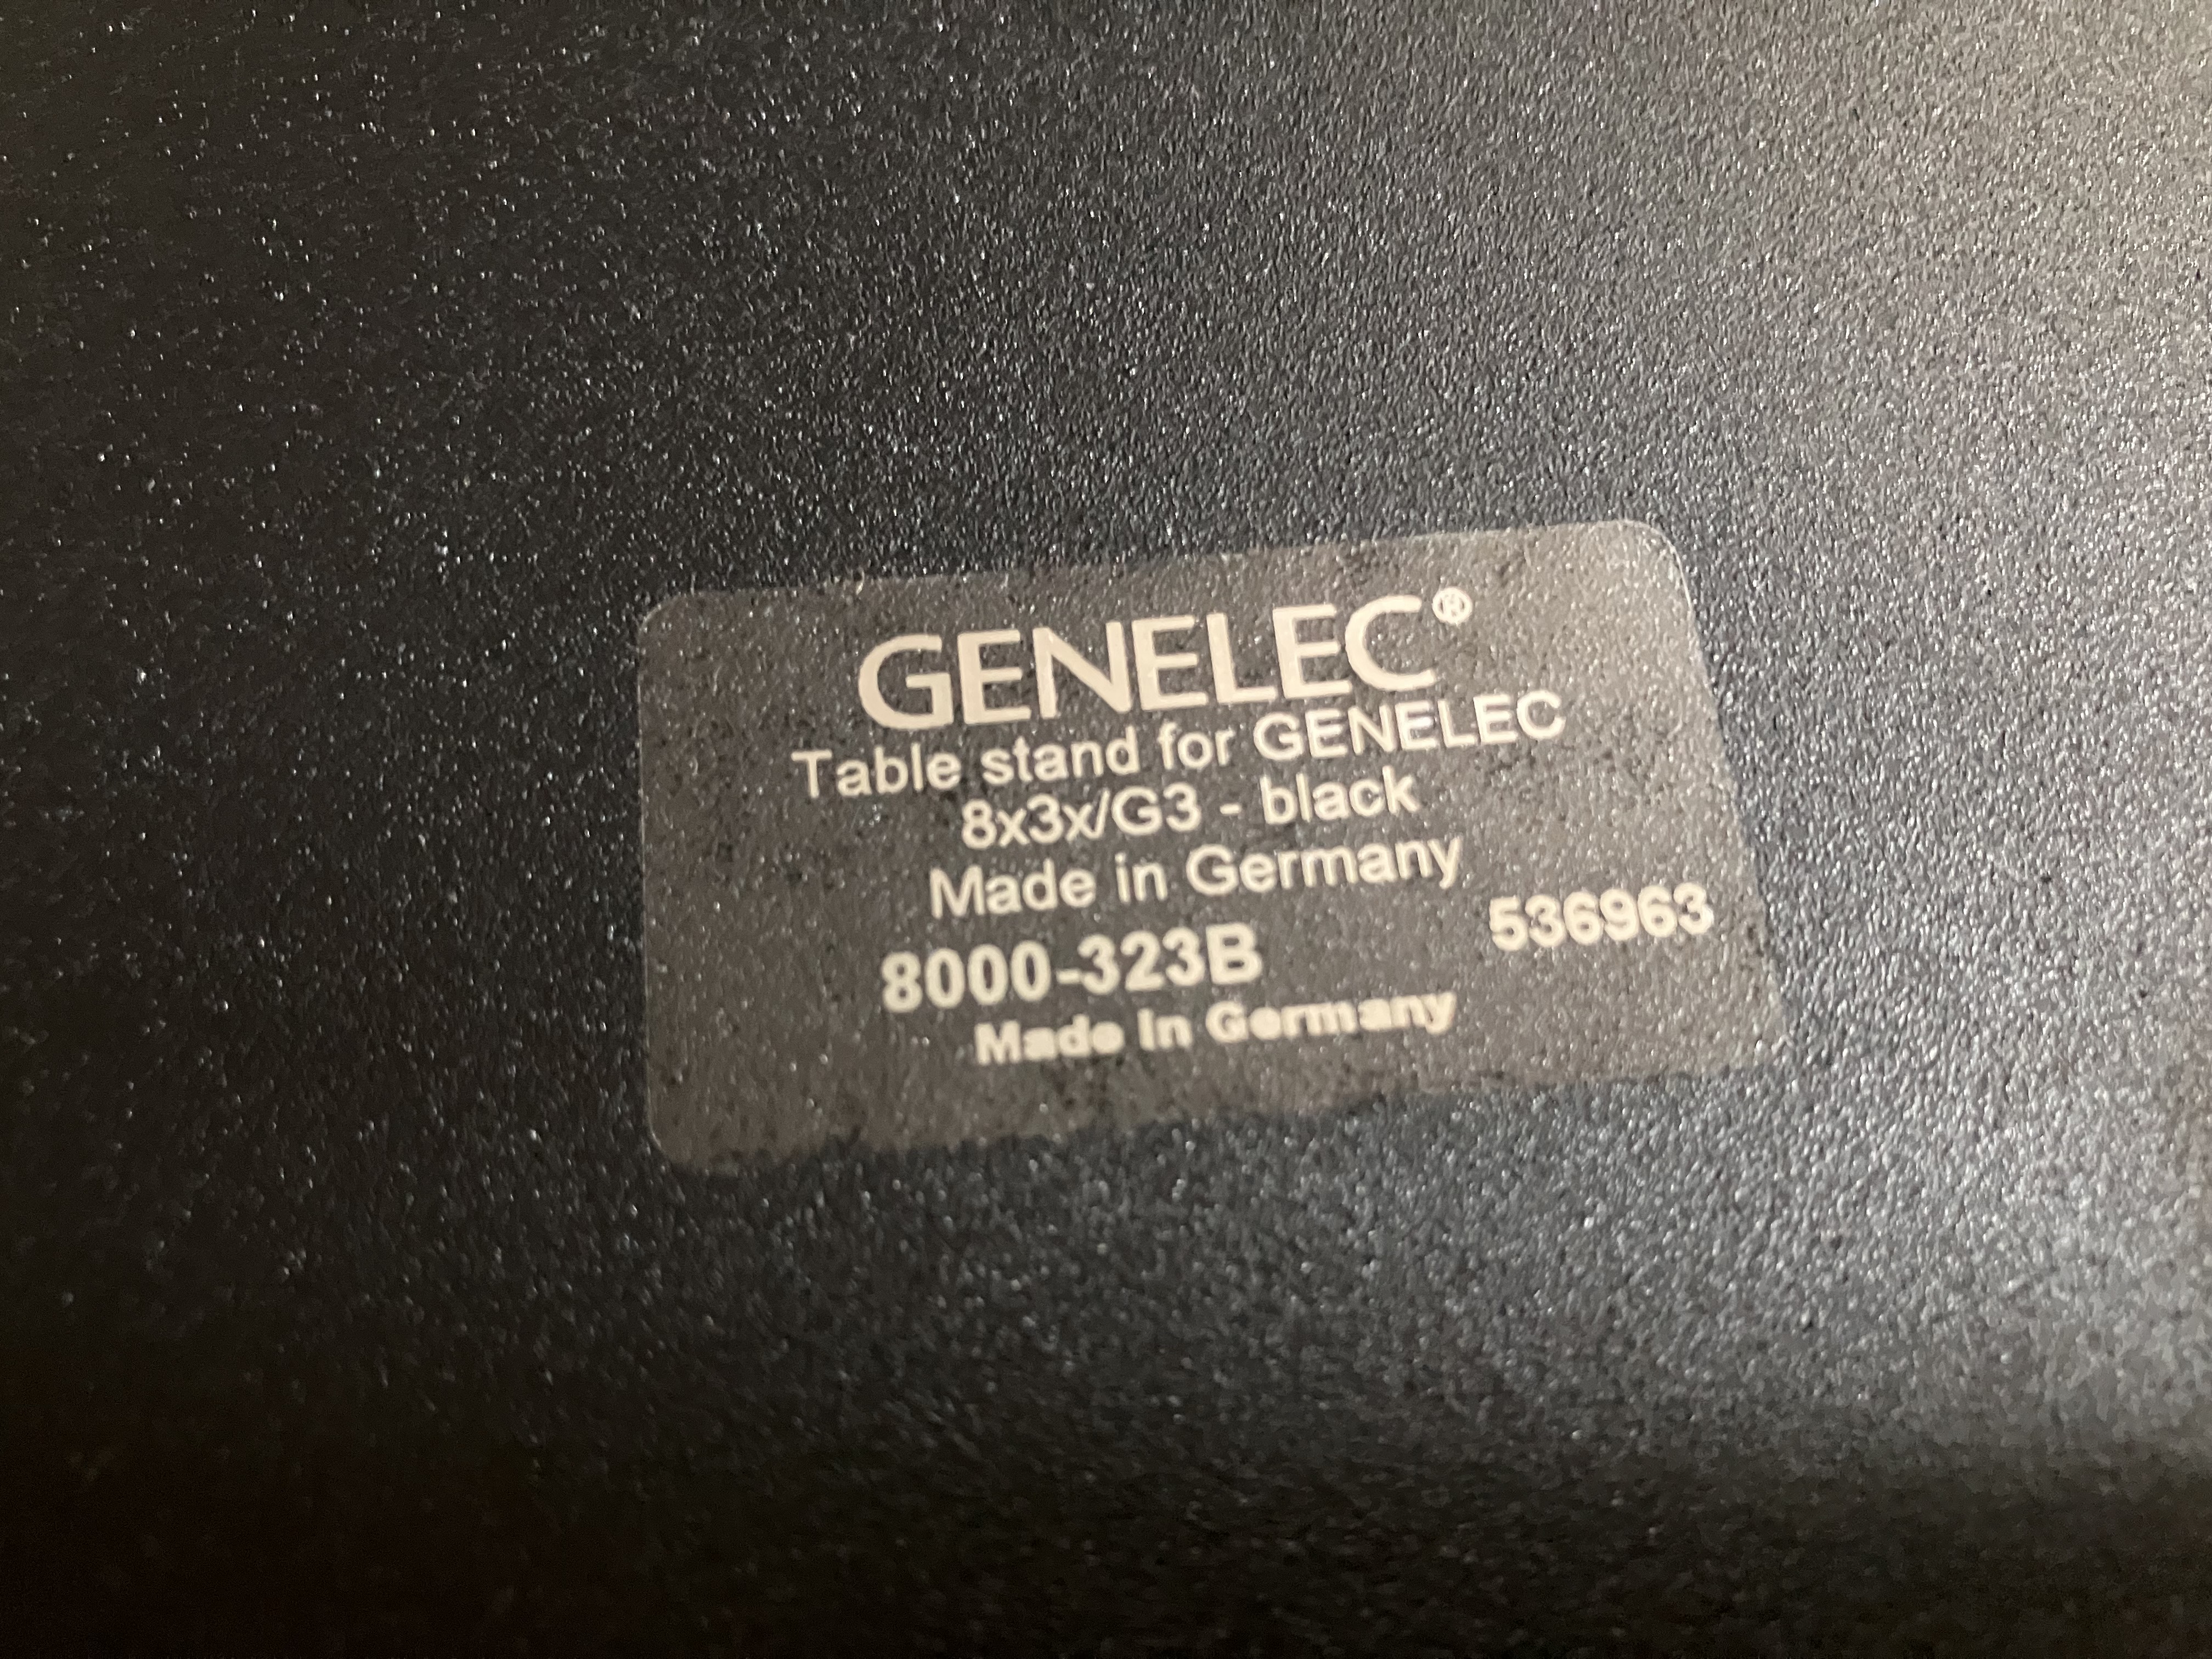 GENELEC®
Table stand for GENELEC
8x3x/G3 - black
Made in Germany
8000-323B 536963
Made in Germany